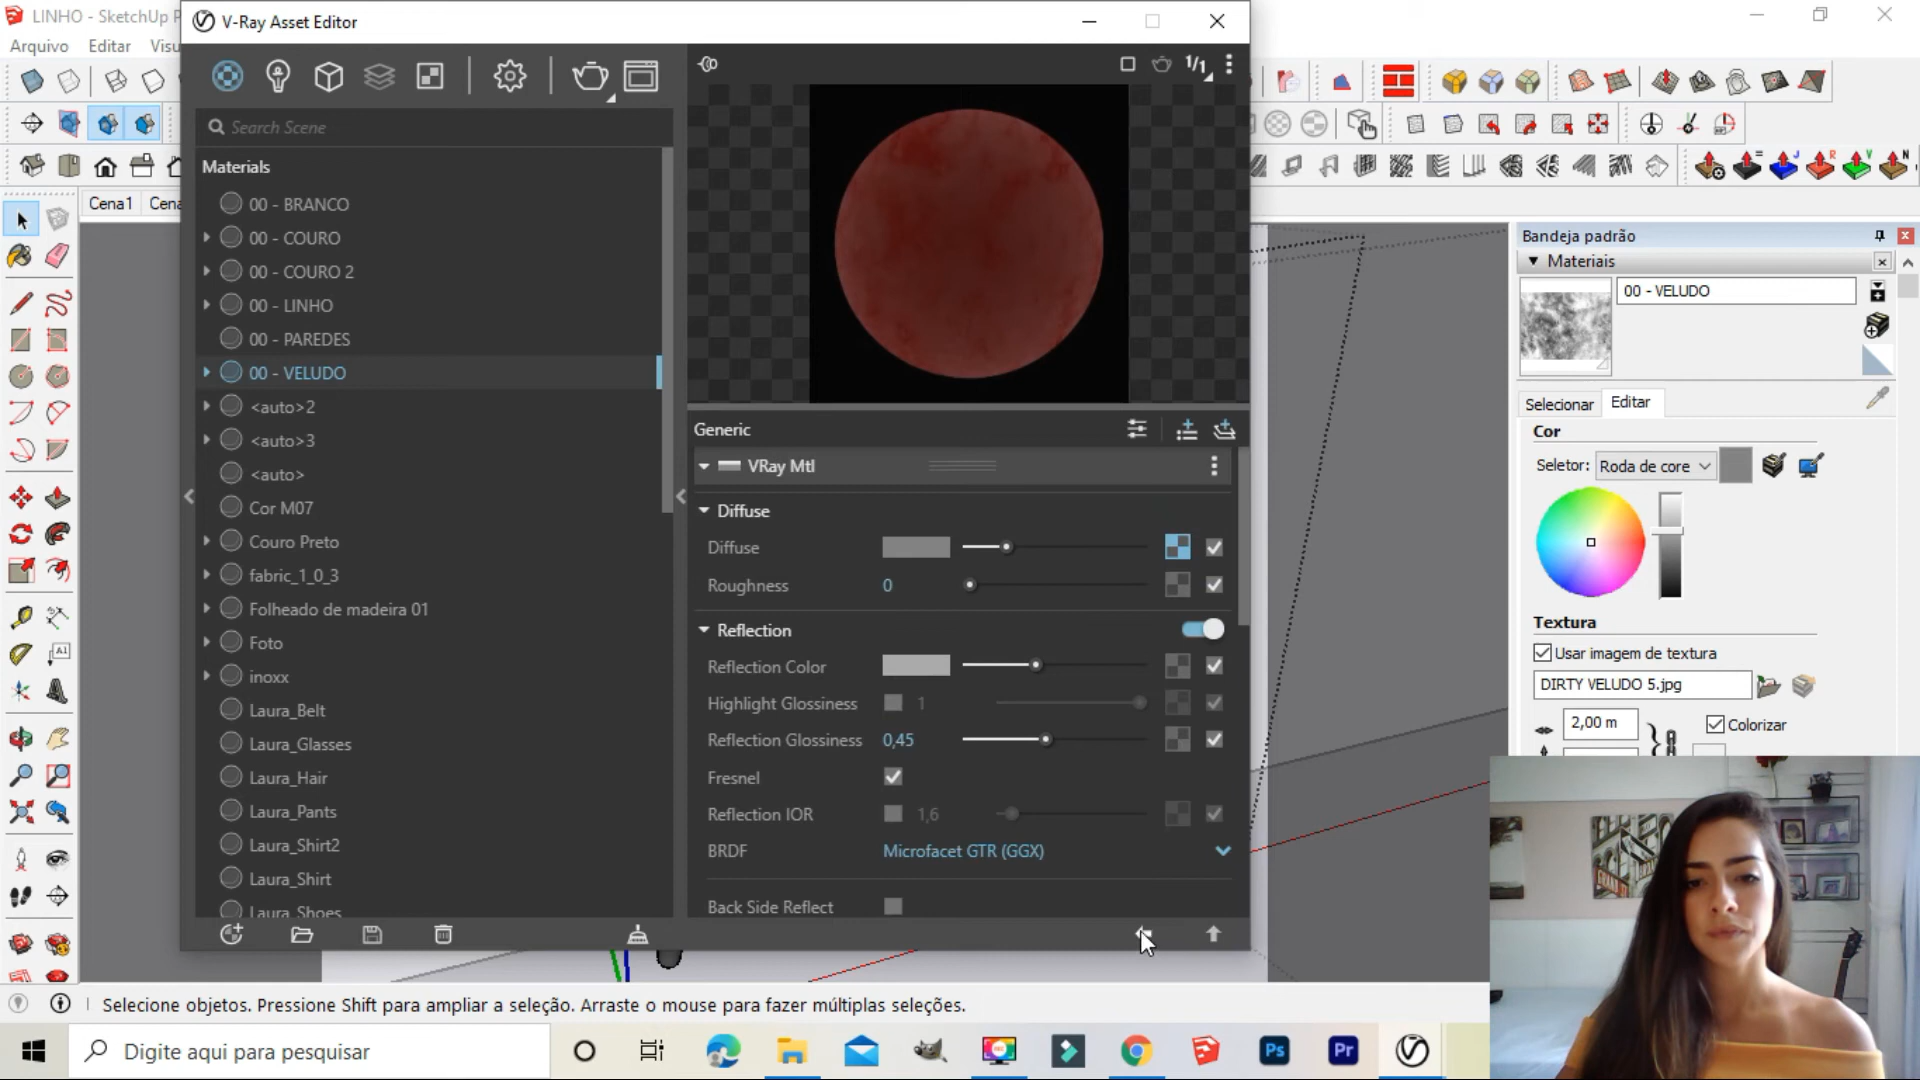 LINHO - SketchUp P
V-Ray Asset Editor
Arquivo Editar Visu
1/1
Search Scene
Materials
Cena1 Cena
00 - BRANCO
00 - COURO
00 - COURO 2
00 - LINHO
00 - PAREDES
00 - VELUDO
<auto>2
<auto>3
<auto>
Cor M07
Couro Preto
fabric_1_0_3
Folheado de madeira 01
Foto
inoxx
Laura_Belt
Laura_Glasses
Laura_Hair
Laura_Pants
Laura_Shirt2
Laura_Shirt
Laura_Shoes
Generic
VRay Mtl
Diffuse
Diffuse
Roughness 0
Reflection
Reflection Color
Highlight Glossiness 1
Reflection Glossiness 0,45
Fresnel
Reflection IOR 1,6
BRDF Microfacet GTR (GGX)
Back Side Reflect
Bandeja padrão
Materiais
00 - VELUDO
Selecionar Editar
Cor
Seletor: Roda de core
Textura
Usar imagem de textura
DIRTY VELUDO 5.jpg
2,00 m Colorizar
Selecione objetos. Pressione Shift para ampliar a seleção. Arraste o mouse para fazer múltiplas seleções.
Digite aqui para pesquisar
Ps
Pr